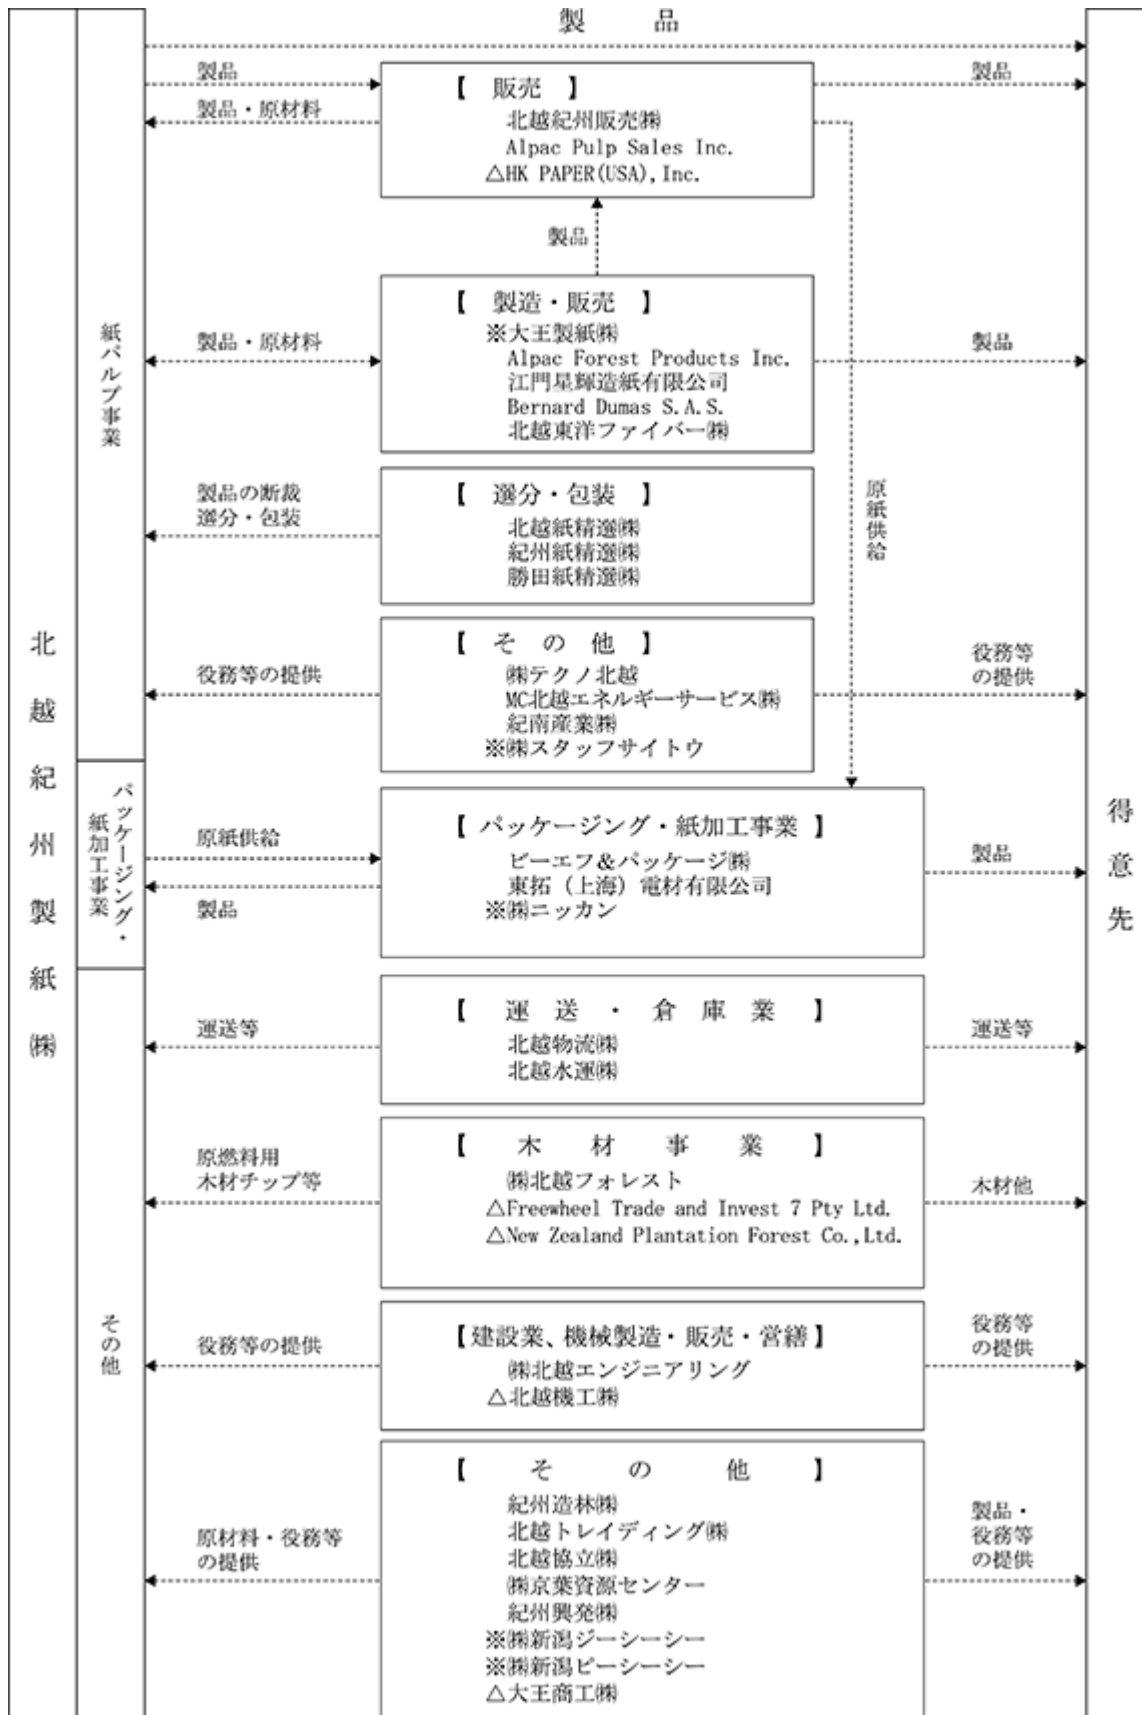 製品
製品
製品・原材料
【 販売 】
北越紀州販売㈱
Alpac Pulp Sales Inc.
△HK PAPER(USA),Inc.
製品
製品
紙パルプ事業
製品・原材料
【 製造・販売 】
※大王製紙㈱
Alpac Forest Products Inc.
江門星輝造紙有限公司
Bernard Dumas S.A.S.
北越東洋ファイバー㈱
製品
製品の断裁
選分・包装
【 選分・包装 】
北越紙精選㈱
紀州紙精選㈱
勝田紙精選㈱
原紙供給
役務等の提供
【 その他 】
㈱テクノ北越
MC北越エネルギーサービス㈱
紀南産業㈱
※㈱スタッフサイトウ
役務等
の提供
北越紀州製紙㈱
パッケージング・
紙加工事業
原紙供給
製品
【 パッケージング・紙加工事業 】
ビーエフ&パッケージ㈱
東拓（上海）電材有限公司
※㈱ニッカン
製品
得意先
その他
運送等
【 運送・倉庫業 】
北越物流㈱
北越水運㈱
運送等
原燃料用
木材チップ等
【 木材事業 】
㈱北越フォレスト
△Freewheel Trade and Invest 7 Pty Ltd.
△New Zealand Plantation Forest Co.,Ltd.
木材他
役務等の提供
【建設業、機械製造・販売・営繕】
㈱北越エンジニアリング
△北越機工㈱
役務等
の提供
原材料・役務等
の提供
【 その他 】
紀州造林㈱
北越トレイディング㈱
北越協立㈱
㈱京葉資源センター
紀州興発㈱
※㈱新潟ジーシーシー
※㈱新潟ピーシーシー
△大王商工㈱
製品・
役務等
の提供